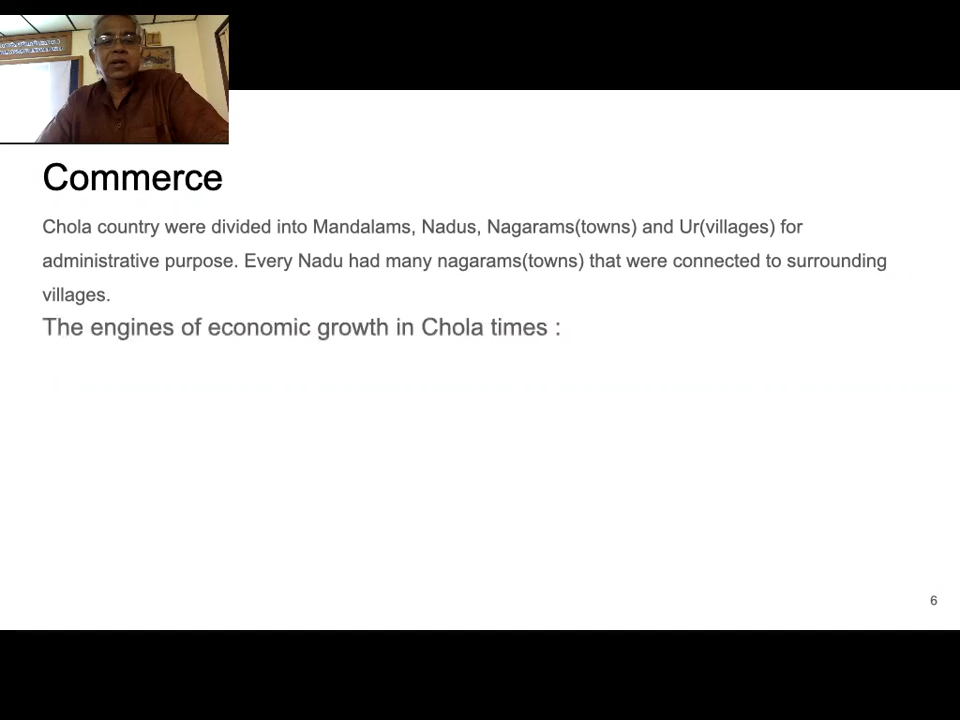 Commerce
Chola country were divided into Mandalams, Nadus, Nagarams(towns) and Ur(villages) for
administrative purpose. Every Nadu had many nagarams(towns) that were connected to surrounding
villages.
The engines of economic growth in Chola times :
6